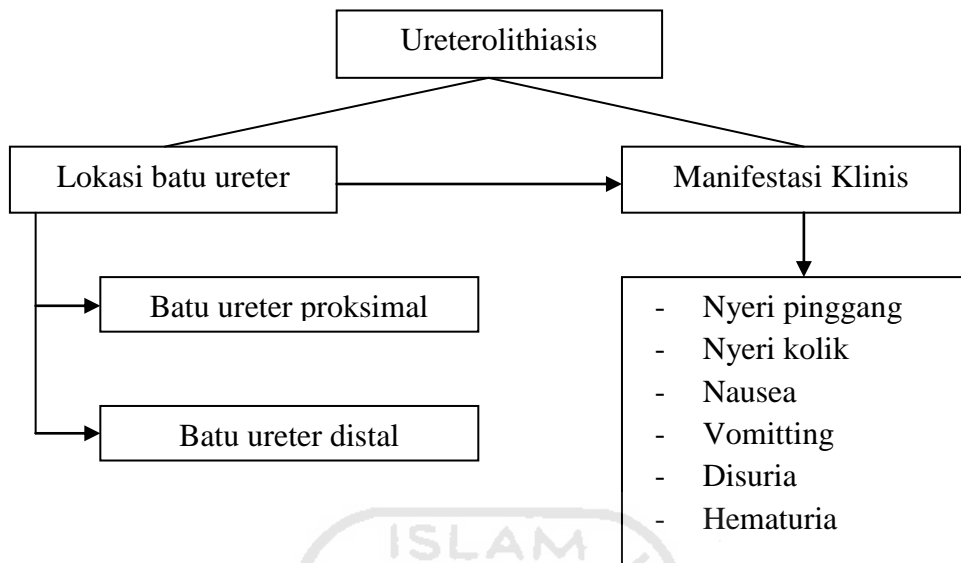 Ureterolithiasis
Lokasi batu ureter
Manifestasi Klinis
Batu ureter proksimal
Batu ureter distal
- Nyeri pinggang
- Nyeri kolik
- Nausea
- Vomitting
- Disuria
- Hematuria
ISLAM